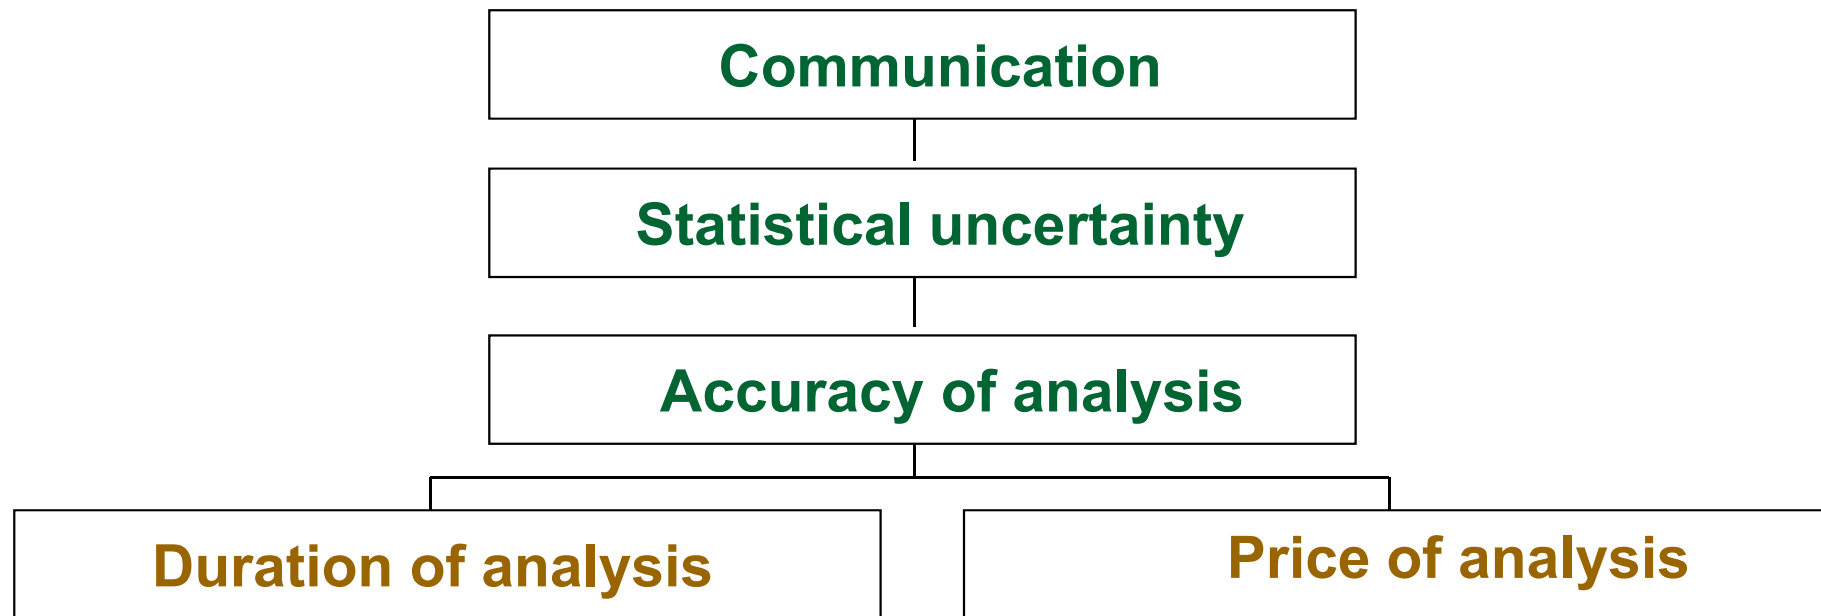 Communication
Statistical uncertainty
Accuracy of analysis
Duration of analysis
Price of analysis